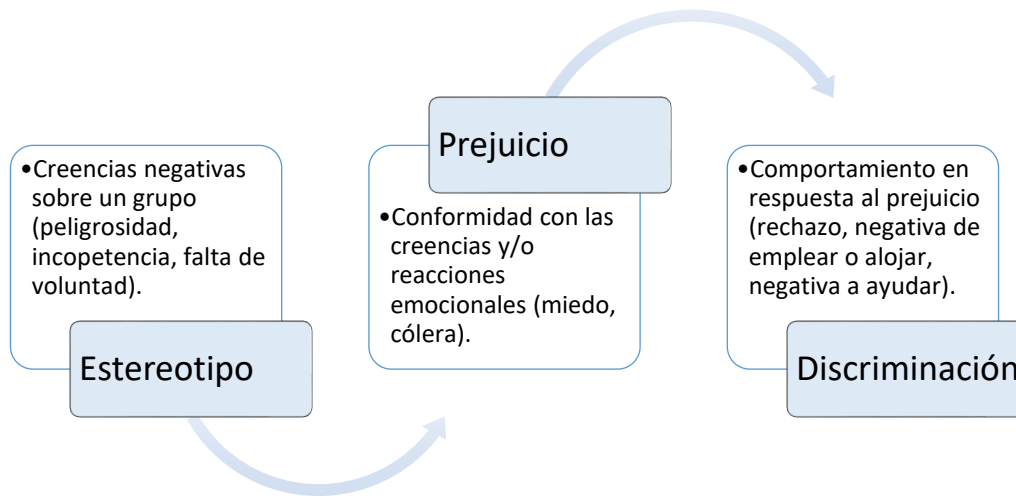 •Creencias negativas
sobre un grupo
(peligrosidad,
incopetencia, falta de
voluntad).
Estereotipo
Prejuicio
•Conformidad con las
creencias y/o
reacciones
emocionales (miedo,
cólera).
•Comportamiento en
respuesta al prejuicio
(rechazo, negativa de
emplear o alojar,
negativa a ayudar).
Discriminación